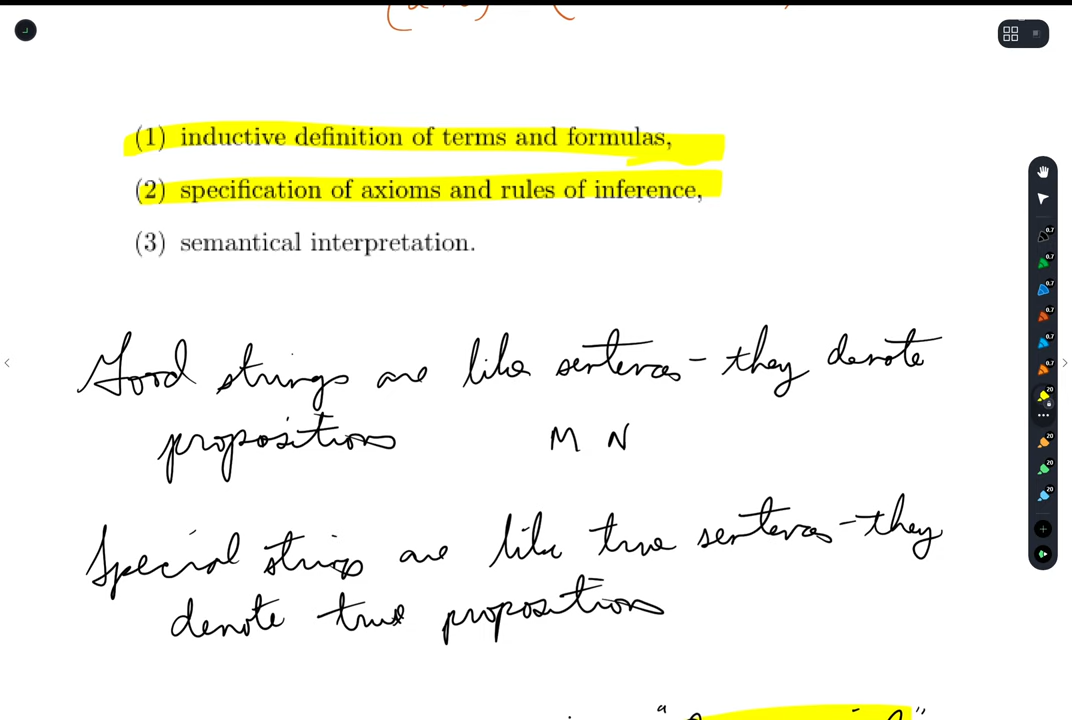 (1) inductive definition of terms and formulas,
(2) specification of axioms and rules of inference,
(3) semantical interpretation.
Good strings are like sentences - they denote
propositions M N
Special strings are like true sentences - they
denote true propositions